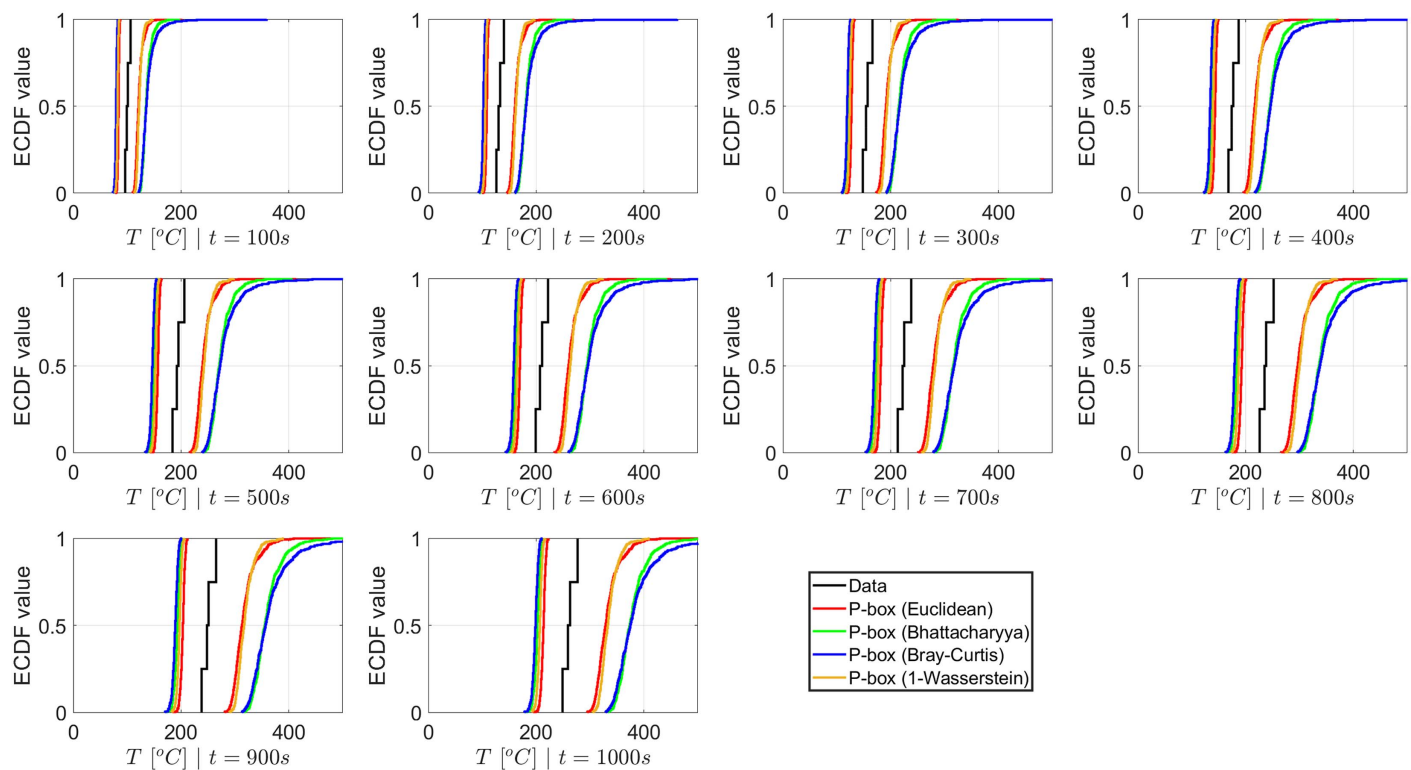 1
0.5
0
ECDF value
0 200 400
T [°C] | t = 100s
1
0.5
0
ECDF value
0 200 400
T [°C] | t = 200s
1
0.5
0
ECDF value
0 200 400
T [°C] | t = 300s
1
0.5
0
ECDF value
0 200 400
T [°C] | t = 400s
1
0.5
0
ECDF value
0 200 400
T [°C] | t = 500s
1
0.5
0
ECDF value
0 200 400
T [°C] | t = 600s
1
0.5
0
ECDF value
0 200 400
T [°C] | t = 700s
1
0.5
0
ECDF value
0 200 400
T [°C] | t = 800s
1
0.5
0
ECDF value
0 200 400
T [°C] | t = 900s
1
0.5
0
ECDF value
0 200 400
T [°C] | t = 1000s
Data
P-box (Euclidean)
P-box (Bhattacharyya)
P-box (Bray-Curtis)
P-box (1-Wasserstein)